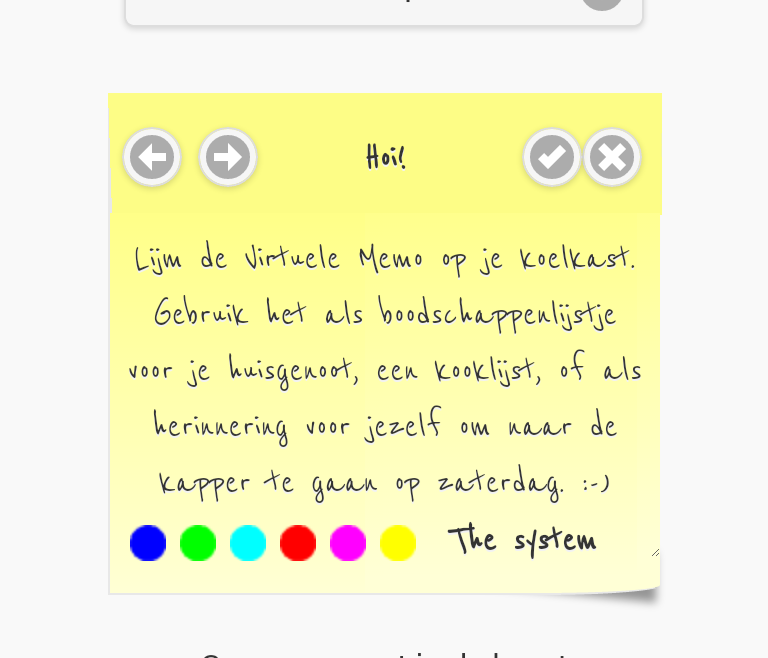 Hoi!
Lijm de Virtuele Memo op je koelkast.
Gebruik het als boodschappenlijstje
voor je huisgenoot, een kooklijst, of als
herinnering voor jezelf om naar de
kapper te gaan op zaterdag. :-)
The system